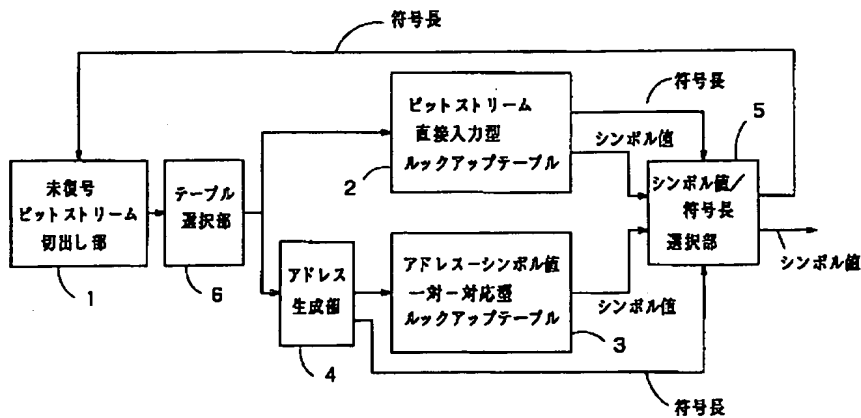 符号長
ビットストリーム
直接入力型
ルックアップテーブル
2
符号長
シンボル値
5
未復号
ビットストリーム
切出し部
1
テーブル
選択部
6
シンボル値/
符号長
選択部
シンボル値
アドレス
生成部
4
アドレスーシンボル値
一対一対応型
ルックアップテーブル
3
シンボル値
符号長